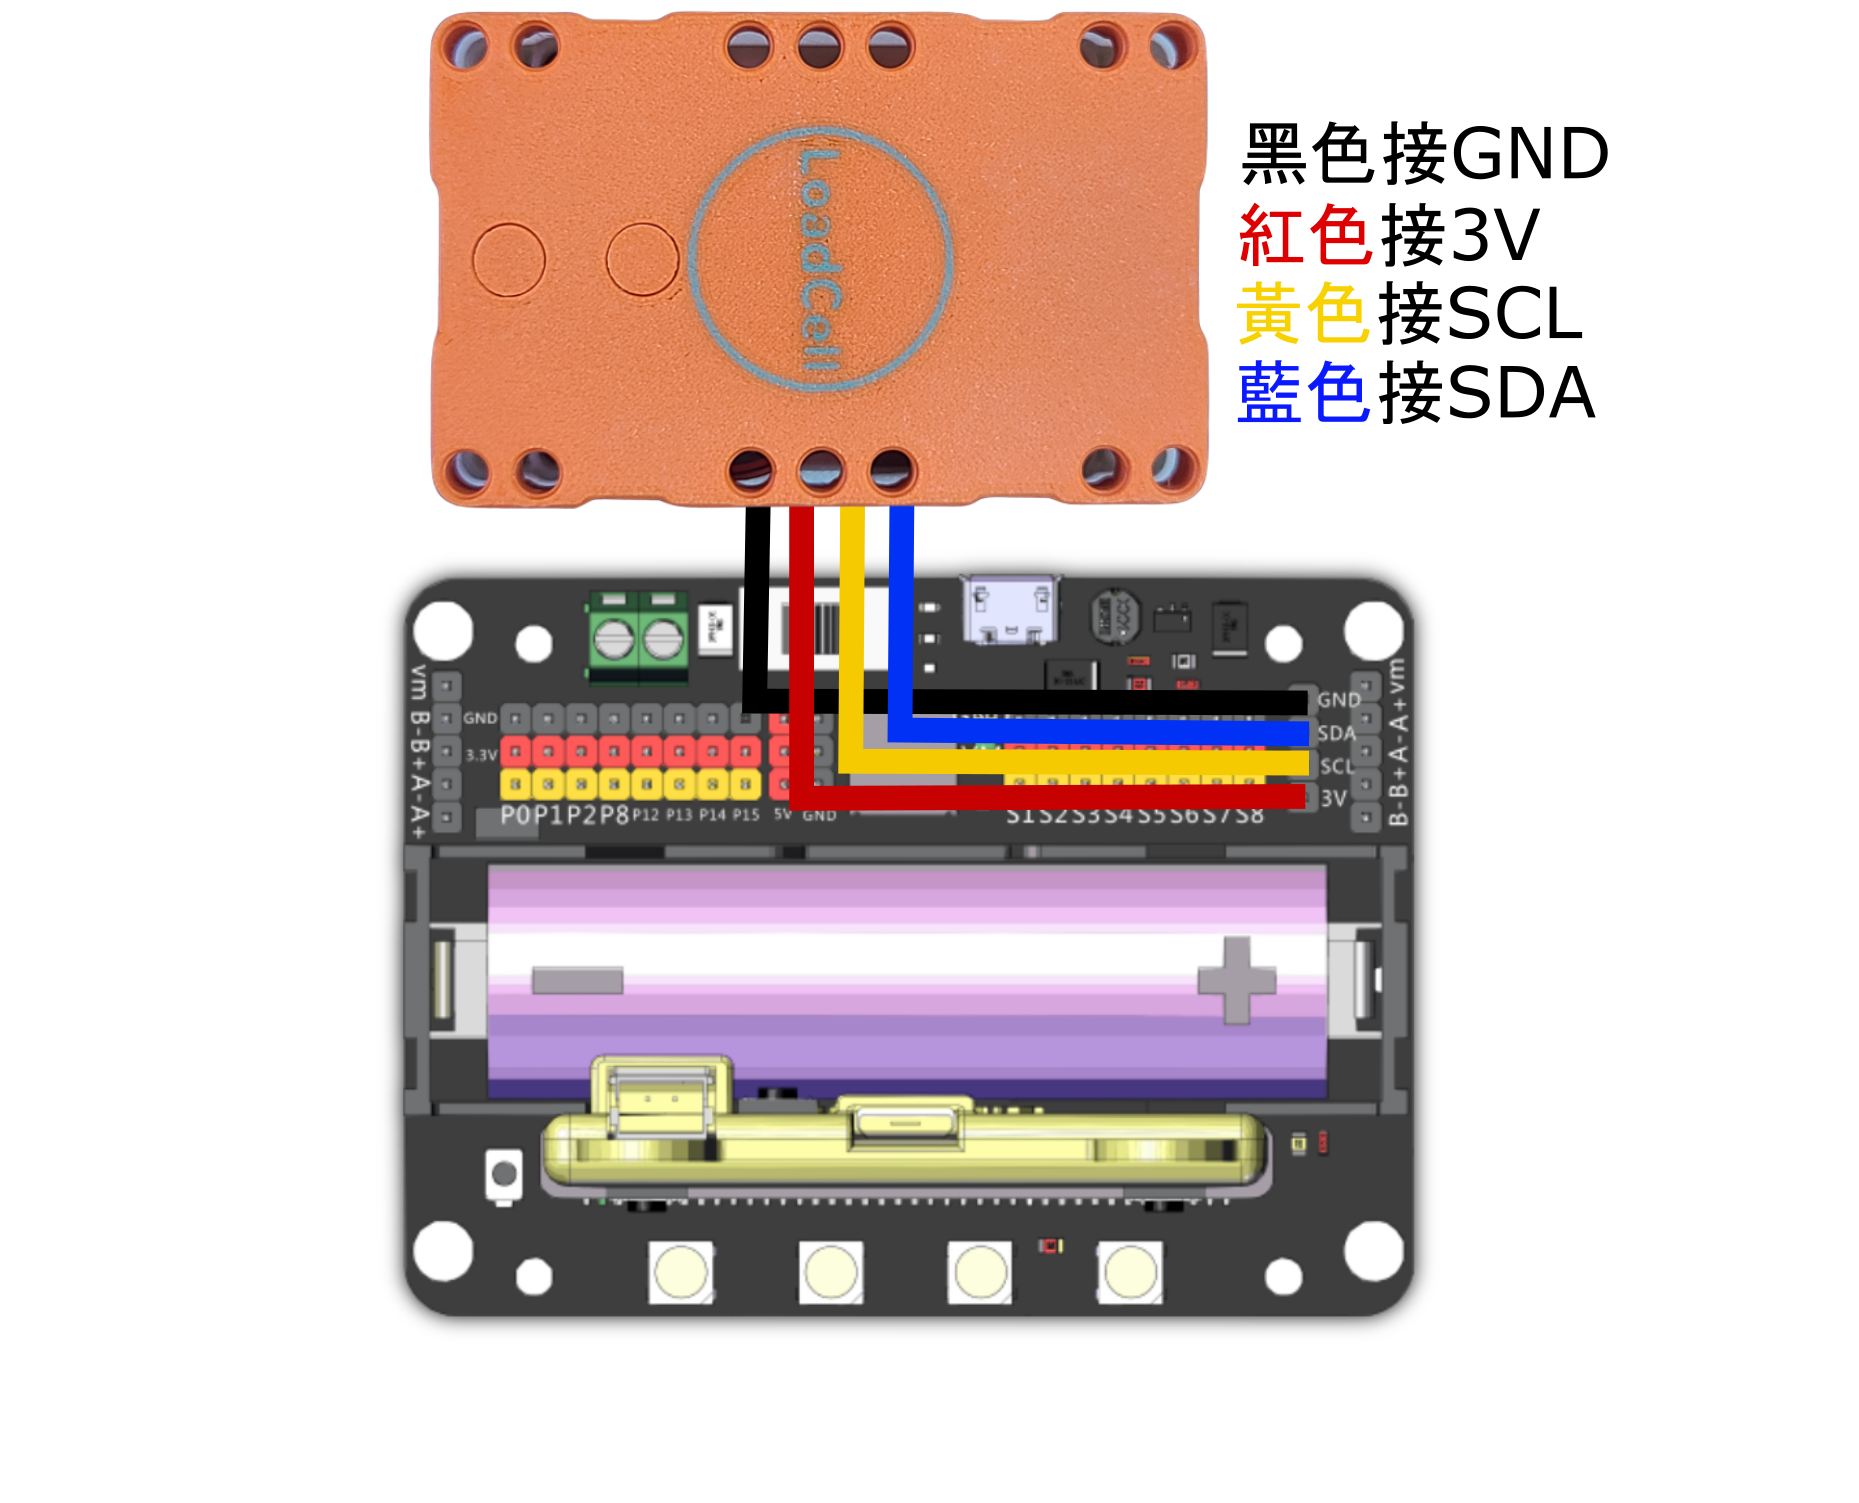 LoadCell
黑色接GND
紅色接3V
黃色接SCL
藍色接SDA
vm B-B+A-A+
GND
3.3V
P0 P1 P2 P8 P12 P13 P14 P15 5V GND
S1 S2 S3 S4 S5 S6 S7 S8
GND
SDA
SCL
3V
B-B+A-A+vm